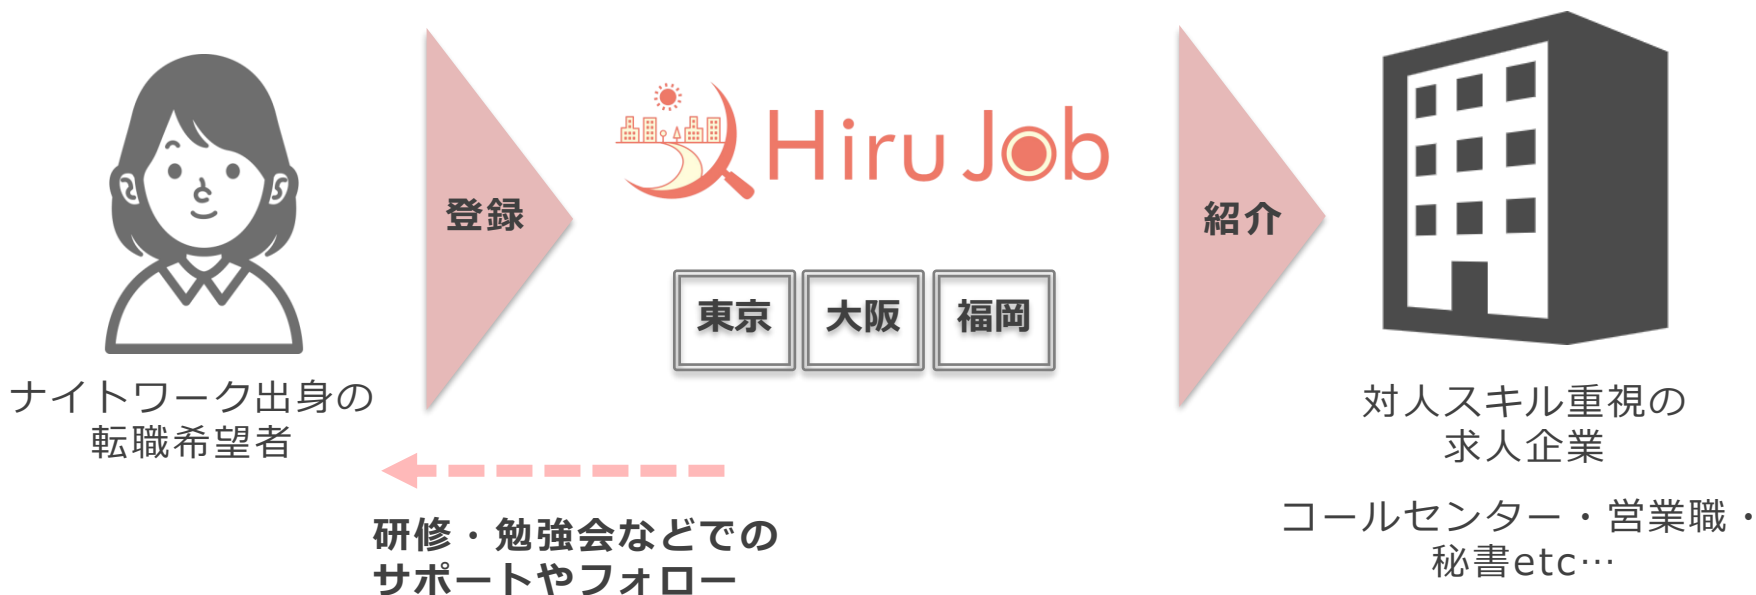 ナイトワーク出身の
転職希望者
登録
HiruJob
東京
大阪
福岡
研修・勉強会などでの
サポートやフォロー
紹介
対人スキル重視の
求人企業
コールセンター・営業職・
秘書etc…